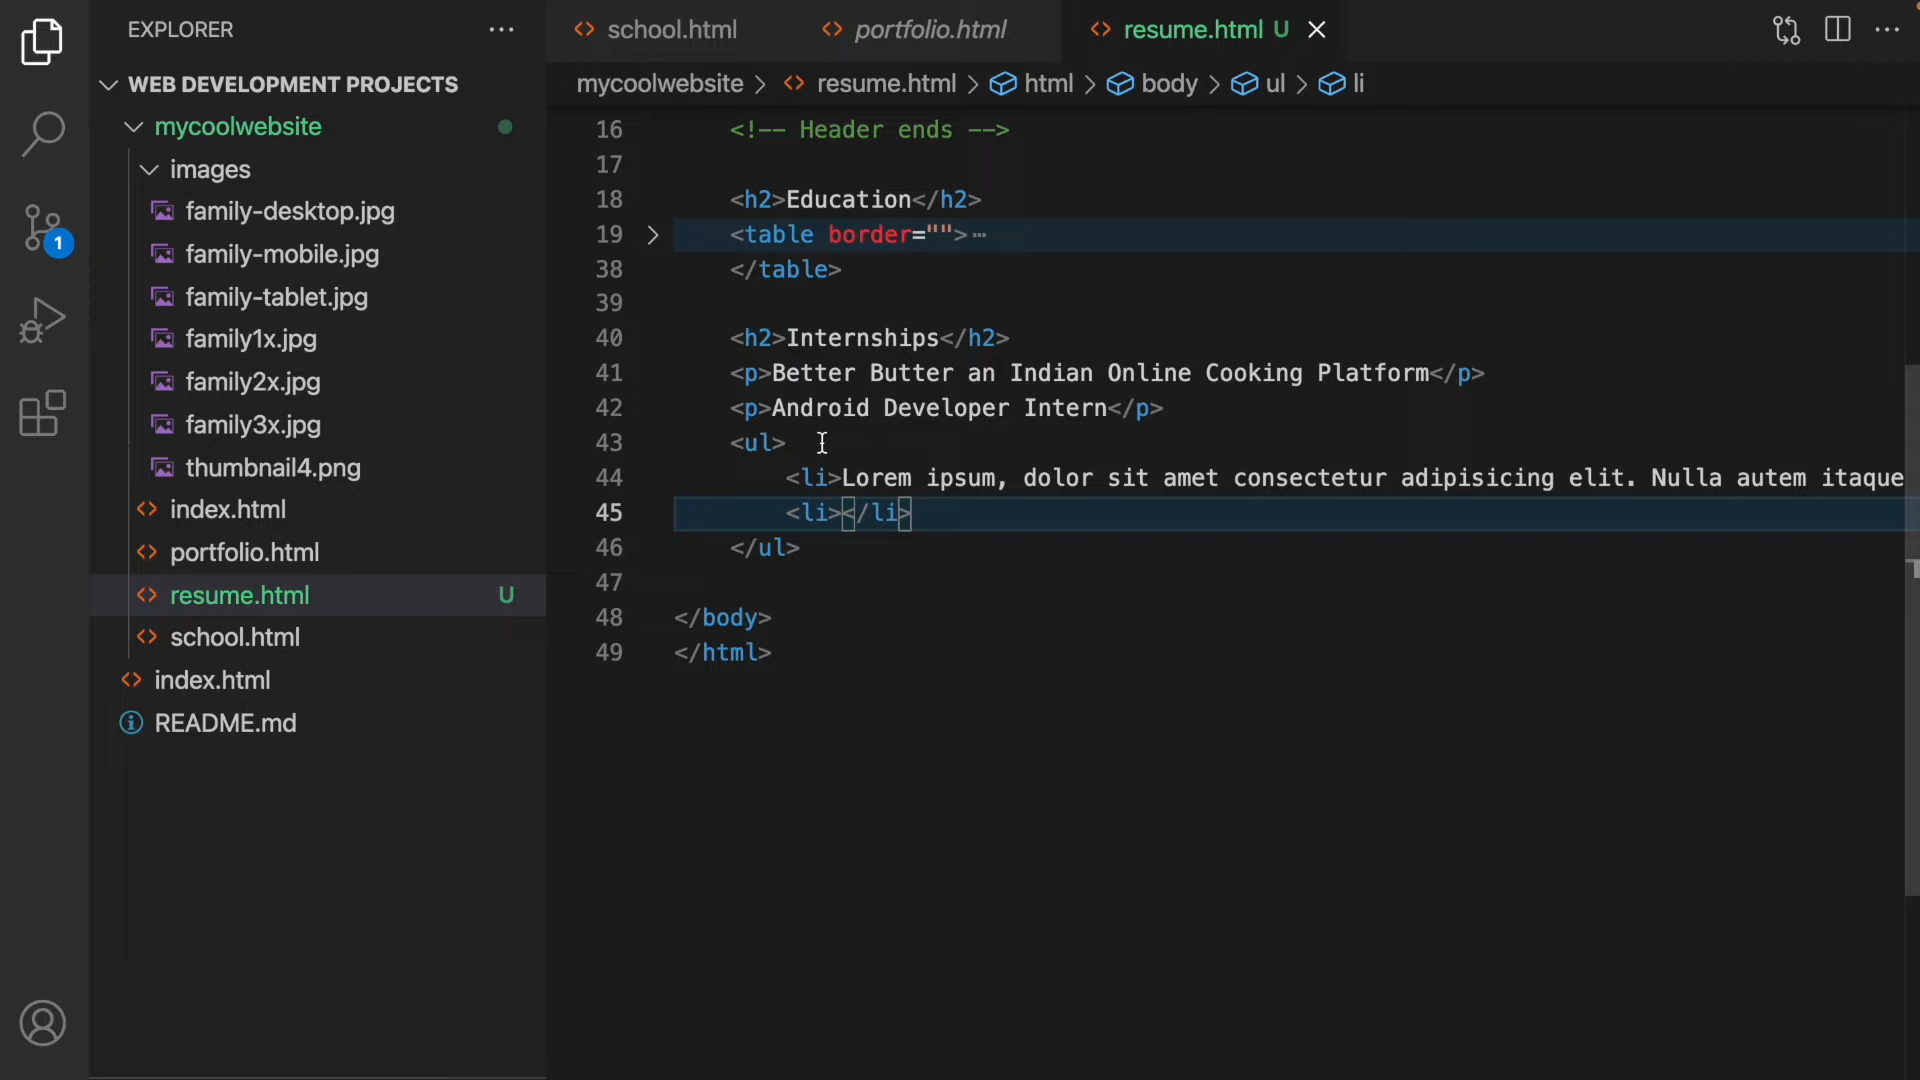 EXPLORER
WEB DEVELOPMENT PROJECTS
mycoolwebsite
images
family-desktop.jpg
family-mobile.jpg
family-tablet.jpg
family1x.jpg
family2x.jpg
family3x.jpg
thumbnail4.png
index.html
portfolio.html
resume.html U
school.html
index.html
README.md
1
school.html portfolio.html resume.html U
mycoolwebsite > resume.html > html > body > ul > li
16 <!-- Header ends -->
17
18 <h2>Education</h2>
19 <table border="">
38 </table>
39
40 <h2>Internships</h2>
41 <p>Better Butter an Indian Online Cooking Platform</p>
42 <p>Android Developer Intern</p>
43 <ul>
44 <li>Lorem ipsum, dolor sit amet consectetur adipisicing elit. Nulla autem itaque
45 <li></li>
46 </ul>
47
48 </body>
49 </html>